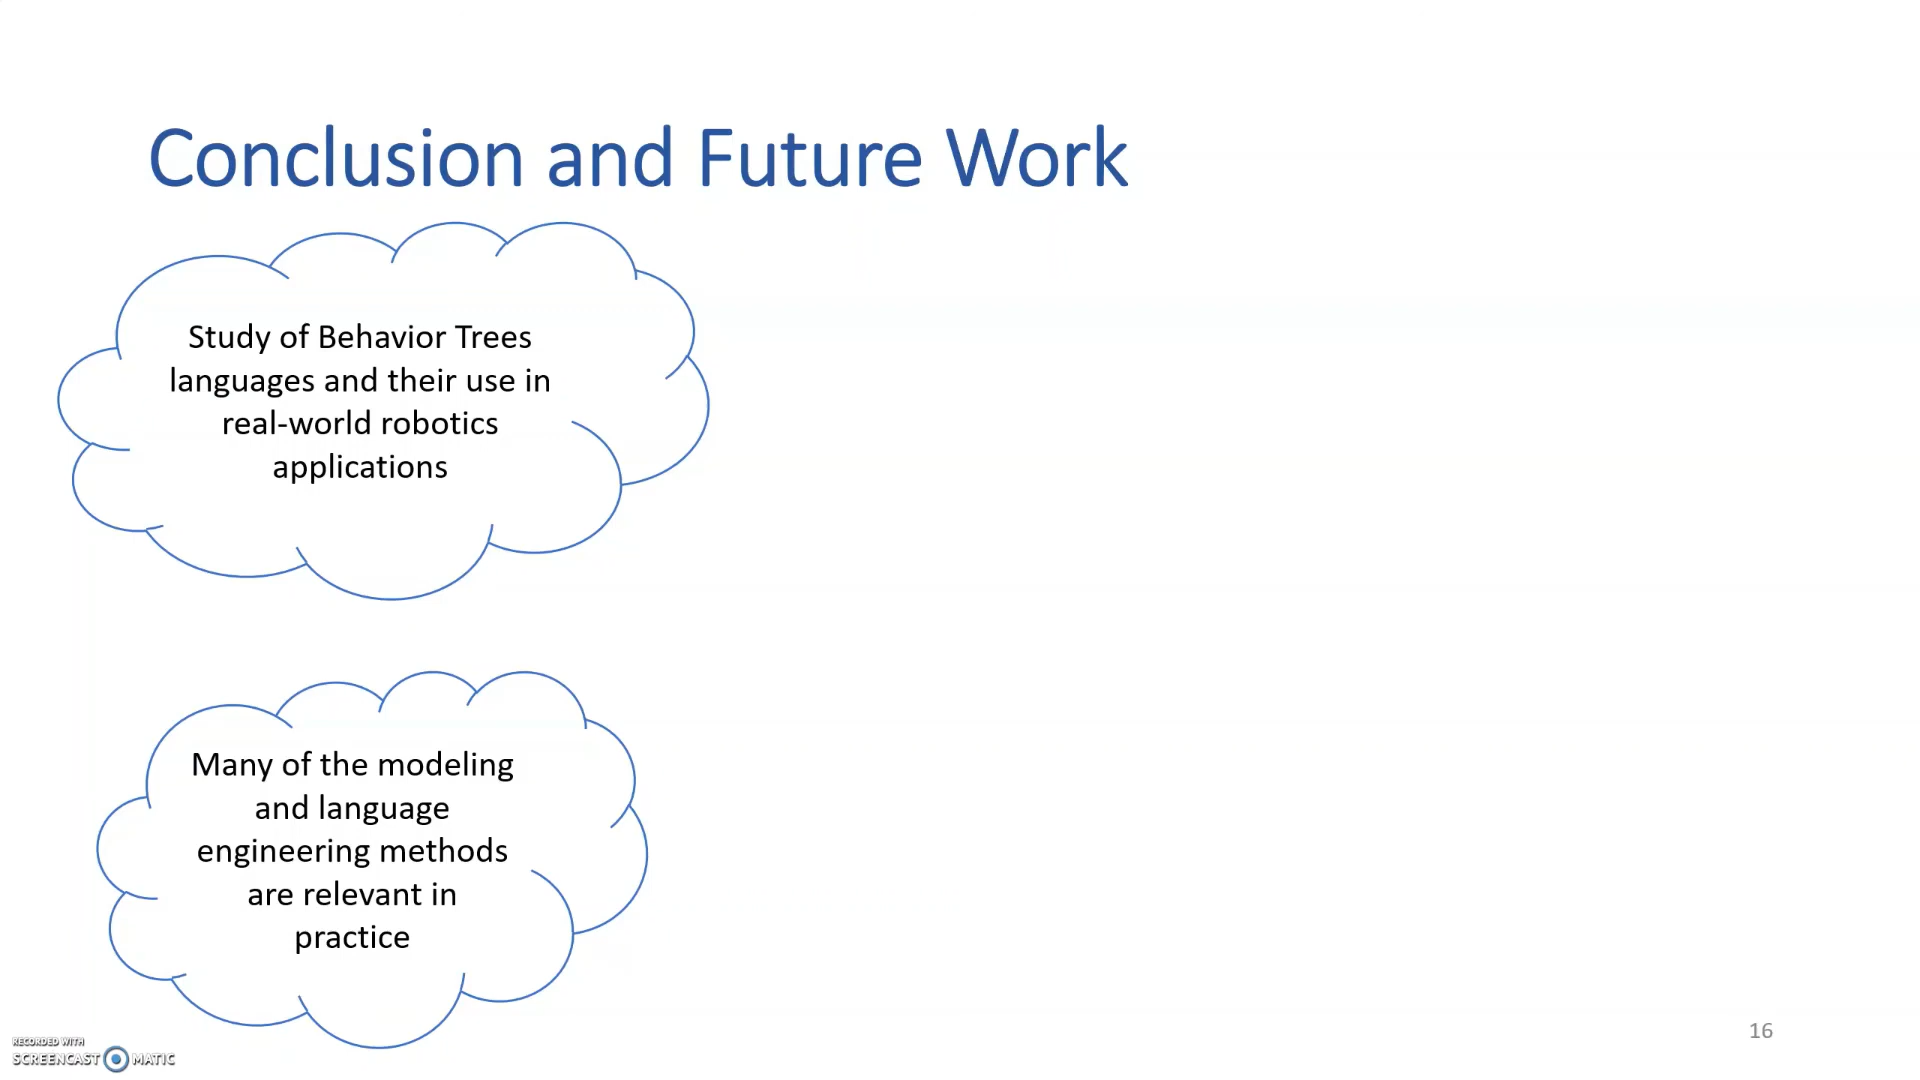 Conclusion and Future Work
Study of Behavior Trees
languages and their use in
real-world robotics
applications
Many of the modeling
and language
engineering methods
are relevant in
practice
16
RECORDED WITH
SCREENCAST MATIC